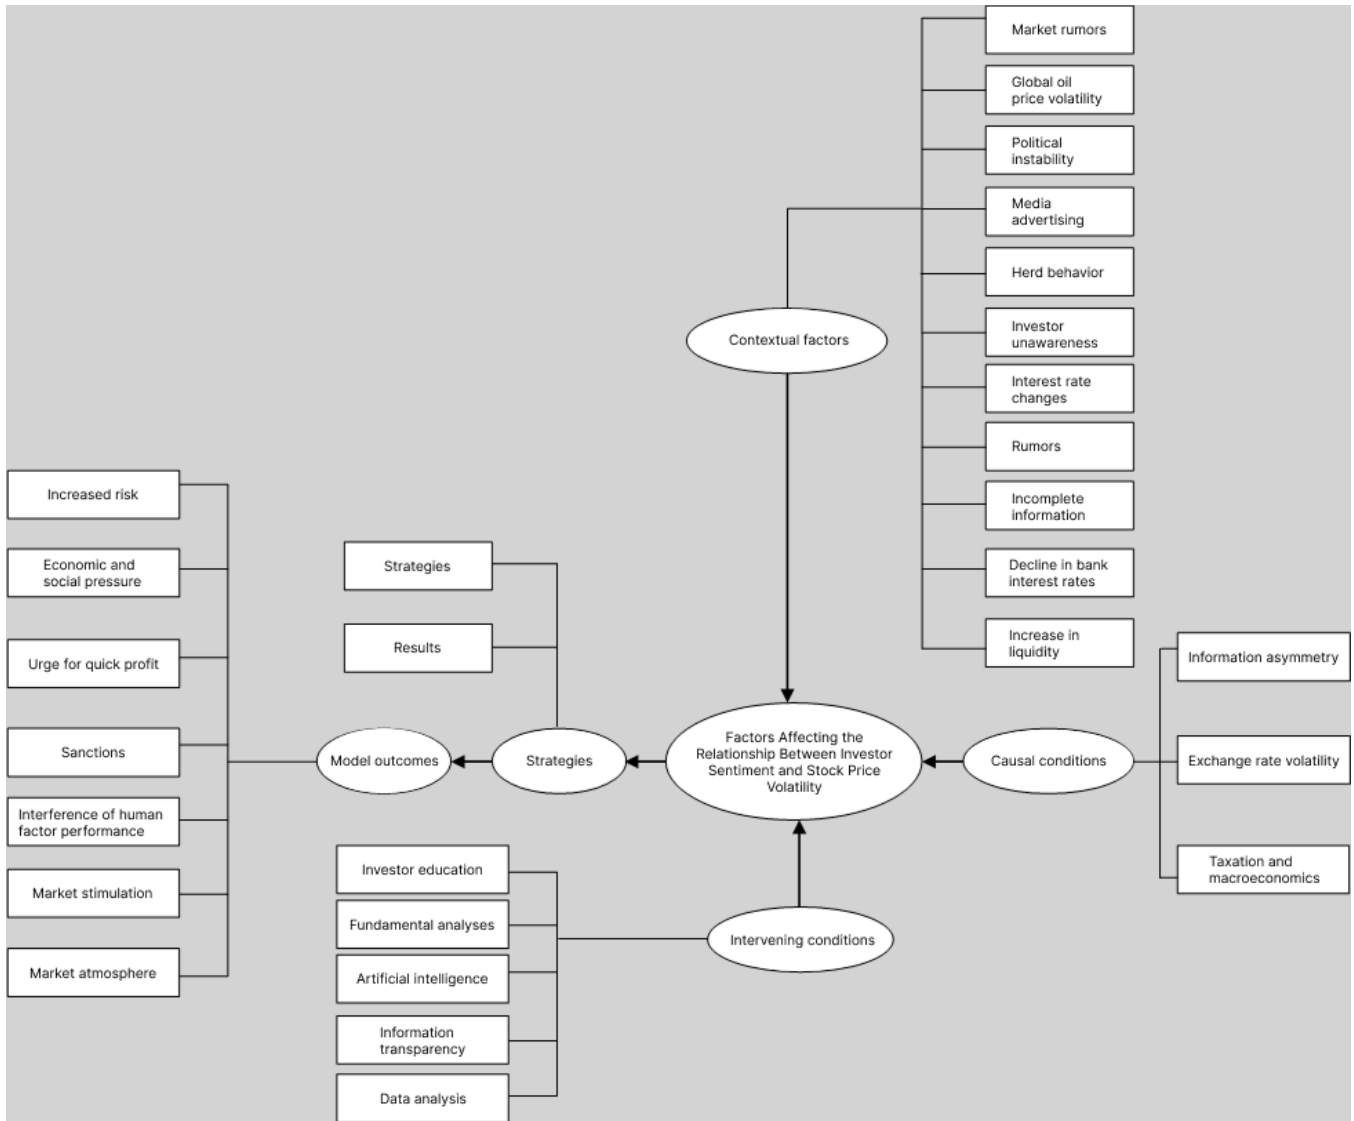 Market rumors
Global oil
price volatility
Political
instability
Media
advertising
Herd behavior
Investor
unawareness
Interest rate
changes
Rumors
Incomplete
information
Decline in bank
interest rates
Increase in
liquidity
Contextual factors
Increased risk
Economic and
social pressure
Urge for quick profit
Sanctions
Interference of human
factor performance
Market stimulation
Market atmosphere
Strategies
Results
Model outcomes
Strategies
Factors Affecting the
Relationship Between Investor
Sentiment and Stock Price
Volatility
Causal conditions
Information asymmetry
Exchange rate volatility
Taxation and
macroeconomics
Investor education
Fundamental analyses
Artificial intelligence
Information
transparency
Data analysis
Intervening conditions